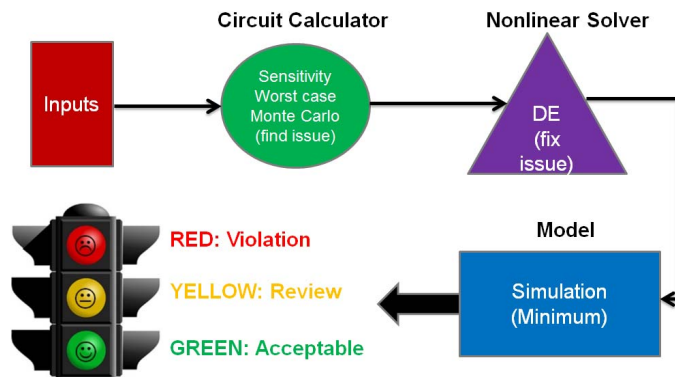 Circuit Calculator
Nonlinear Solver
Inputs
Sensitivity
Worst case
Monte Carlo
(find issue)
DE
(fix
issue)
RED: Violation
YELLOW: Review
GREEN: Acceptable
Model
Simulation
(Minimum)